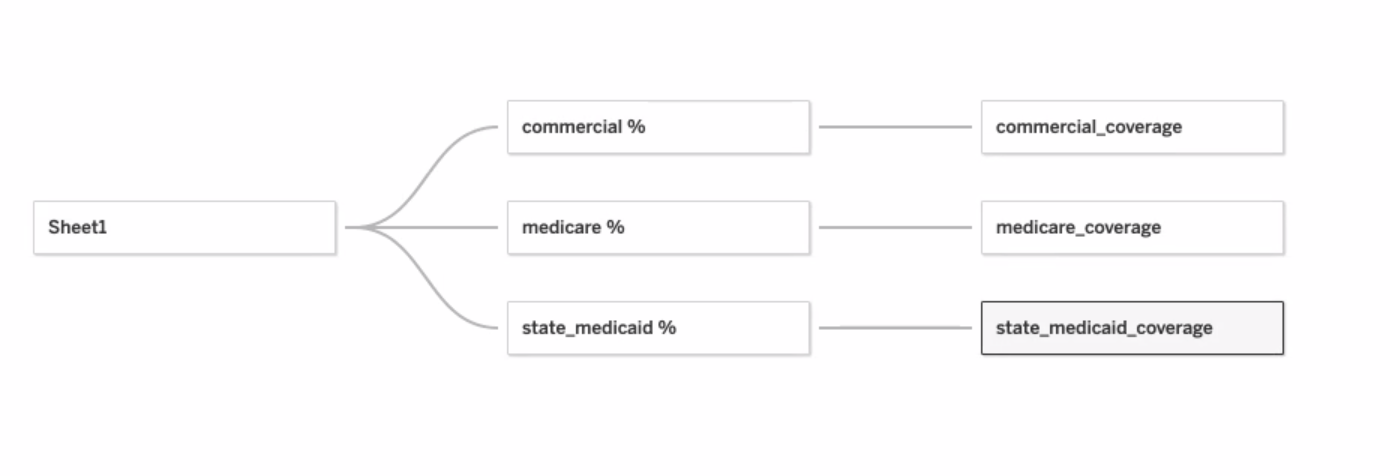 commercial %
commercial_coverage
Sheet1
medicare %
medicare_coverage
state_medicaid %
state_medicaid_coverage